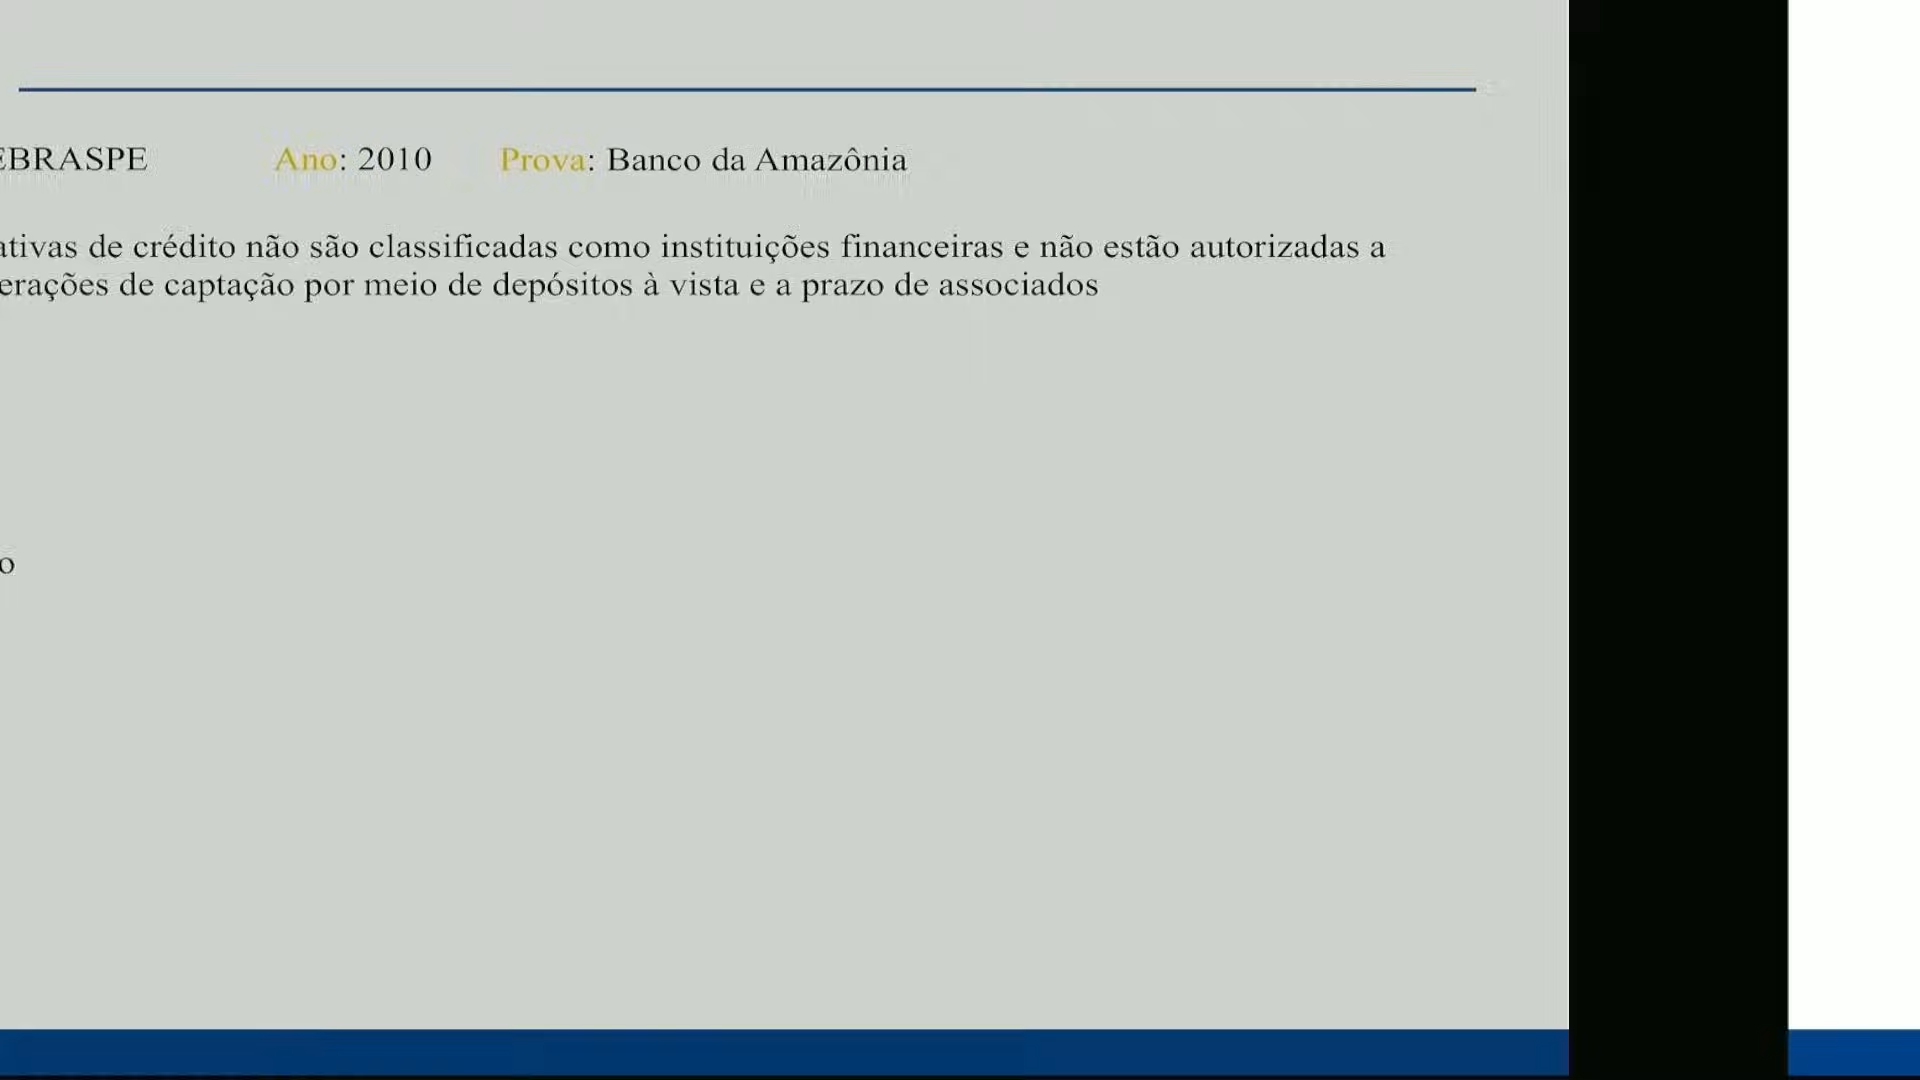 EBRASPE Ano: 2010 Prova: Banco da Amazônia
ativas de crédito não são classificadas como instituições financeiras e não estão autorizadas a
erações de captação por meio de depósitos à vista e a prazo de associados
o